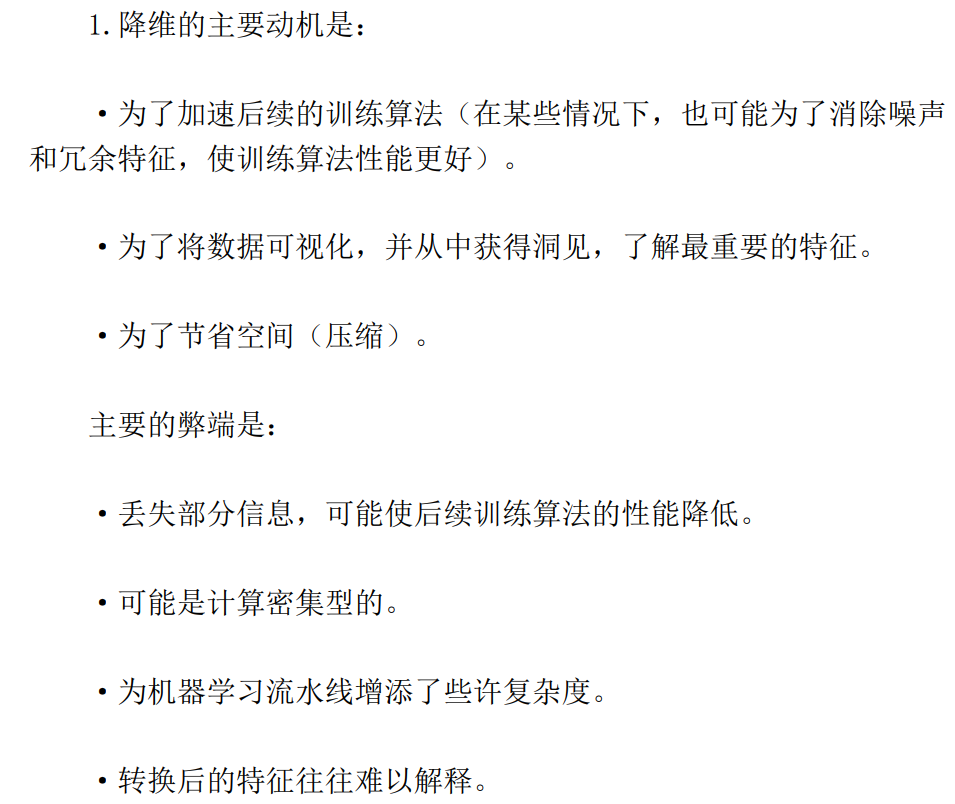 1.降维的主要动机是：
·为了加速后续的训练算法（在某些情况下，也可能为了消除噪声
和冗余特征，使训练算法性能更好）。
·为了将数据可视化，并从中获得洞见，了解最重要的特征。
·为了节省空间（压缩）。
主要的弊端是：
·丢失部分信息，可能使后续训练算法的性能降低。
·可能是计算密集型的。
·为机器学习流水线增添了些许复杂度。
·转换后的特征往往难以解释。